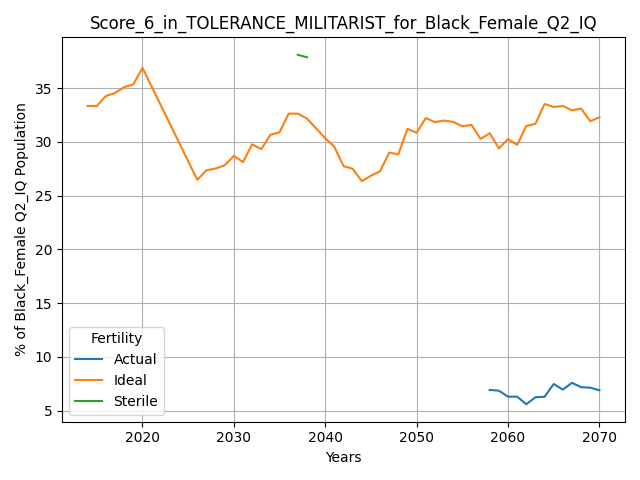 Score_6_in_TOLERANCE_MILITARIST_for_Black_Female_Q2_IQ
% of Black_Female Q2_IQ Population
35
30
25
20
15
10
5
Fertility
Actual
Ideal
Sterile
2020 2030 2040 2050 2060 2070
Years